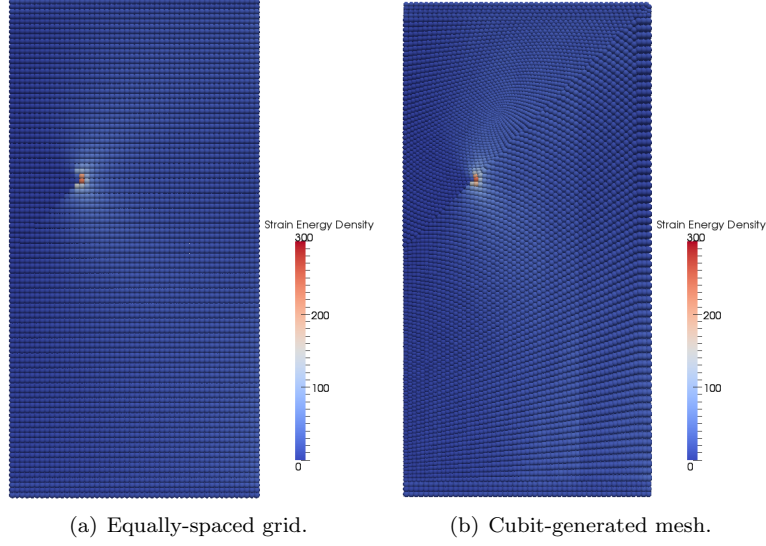 Strain Energy Density
300
200
100
0
Strain Energy Density
300
200
100
0
(a) Equally-spaced grid.
(b) Cubit-generated mesh.